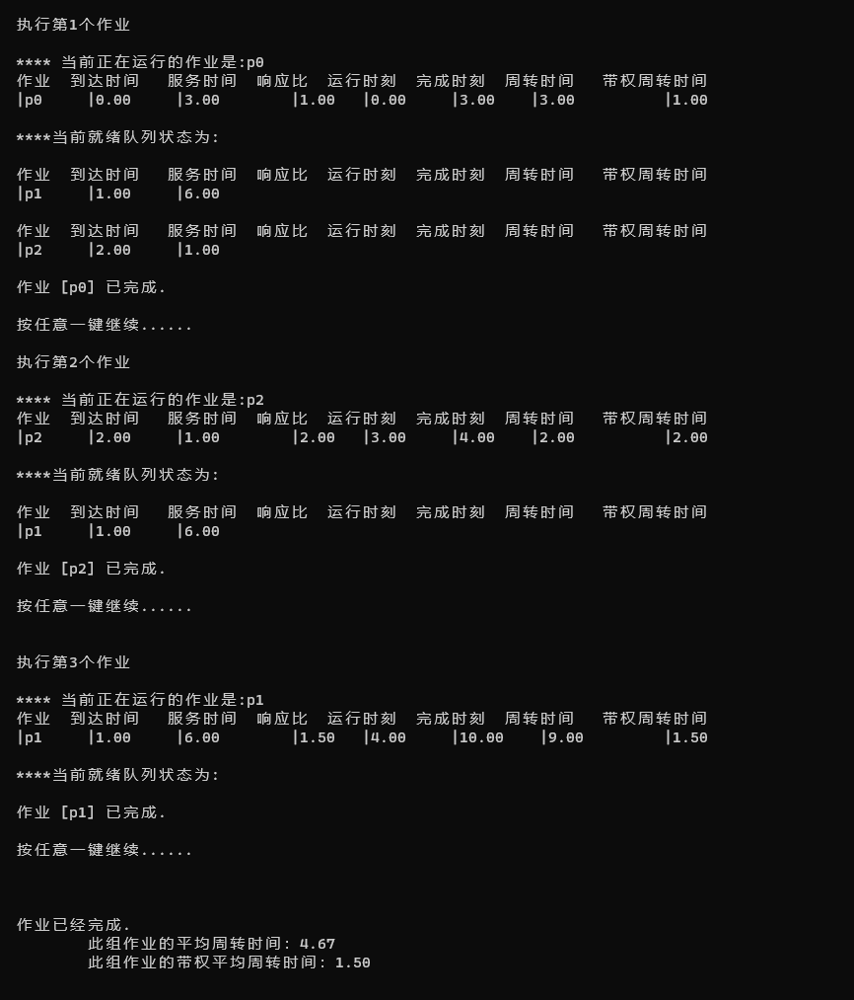 执行第1个作业
**** 当前正在运行的作业是:p0
作业 到达时间 服务时间 响应比 运行时刻 完成时刻 周转时间 带权周转时间
|p0 |0.00 |3.00 |1.00 |0.00 |3.00 |3.00 |1.00
****当前就绪队列状态为:
作业 到达时间 服务时间 响应比 运行时刻 完成时刻 周转时间 带权周转时间
|p1 |1.00 |6.00
作业 到达时间 服务时间 响应比 运行时刻 完成时刻 周转时间 带权周转时间
|p2 |2.00 |1.00
作业 [p0] 已完成.
按任意一键继续......
执行第2个作业
**** 当前正在运行的作业是:p2
作业 到达时间 服务时间 响应比 运行时刻 完成时刻 周转时间 带权周转时间
|p2 |2.00 |1.00 |2.00 |3.00 |4.00 |2.00 |2.00
****当前就绪队列状态为:
作业 到达时间 服务时间 响应比 运行时刻 完成时刻 周转时间 带权周转时间
|p1 |1.00 |6.00
作业 [p2] 已完成.
按任意一键继续......
执行第3个作业
**** 当前正在运行的作业是:p1
作业 到达时间 服务时间 响应比 运行时刻 完成时刻 周转时间 带权周转时间
|p1 |1.00 |6.00 |1.50 |4.00 |10.00 |9.00 |1.50
****当前就绪队列状态为:
作业 [p1] 已完成.
按任意一键继续......
作业已经完成.
此组作业的平均周转时间: 4.67
此组作业的带权平均周转时间: 1.50